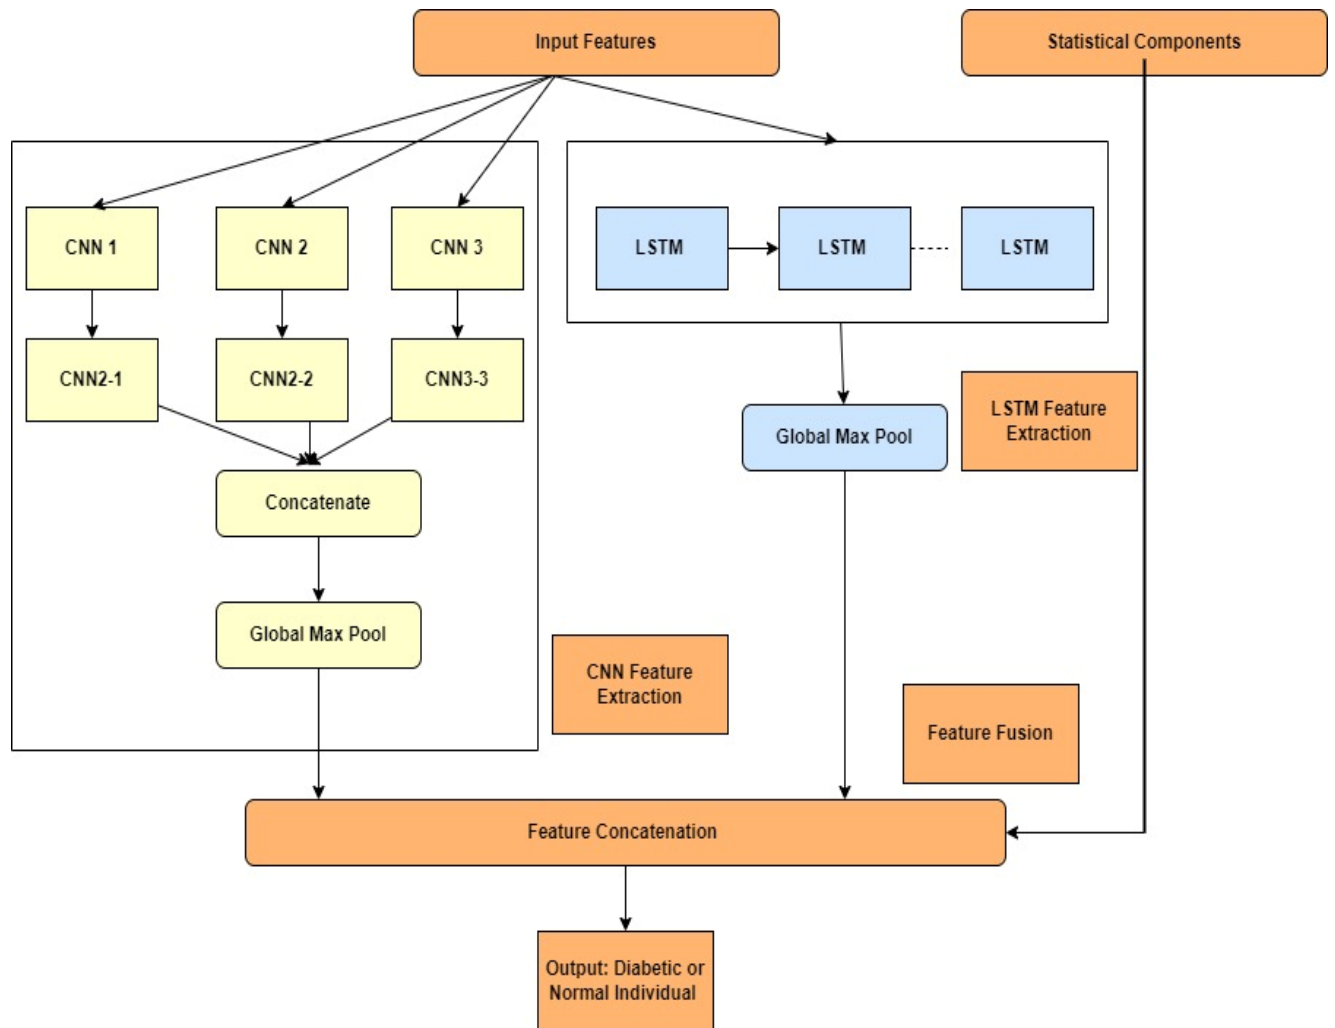 Input Features
Statistical Components
CNN 1
CNN 2
CNN 3
LSTM
LSTM
LSTM
CNN2-1
CNN2-2
CNN3-3
Global Max Pool
LSTM Feature
Extraction
Concatenate
Global Max Pool
CNN Feature
Extraction
Feature Fusion
Feature Concatenation
Output: Diabetic or
Normal Individual